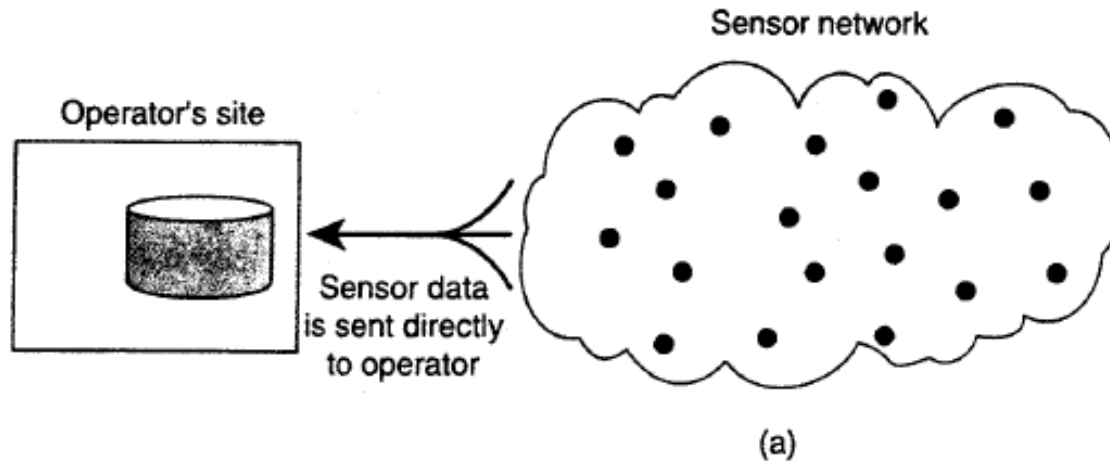 Sensor network
Operator's site
Sensor data
is sent directly
to operator
(a)